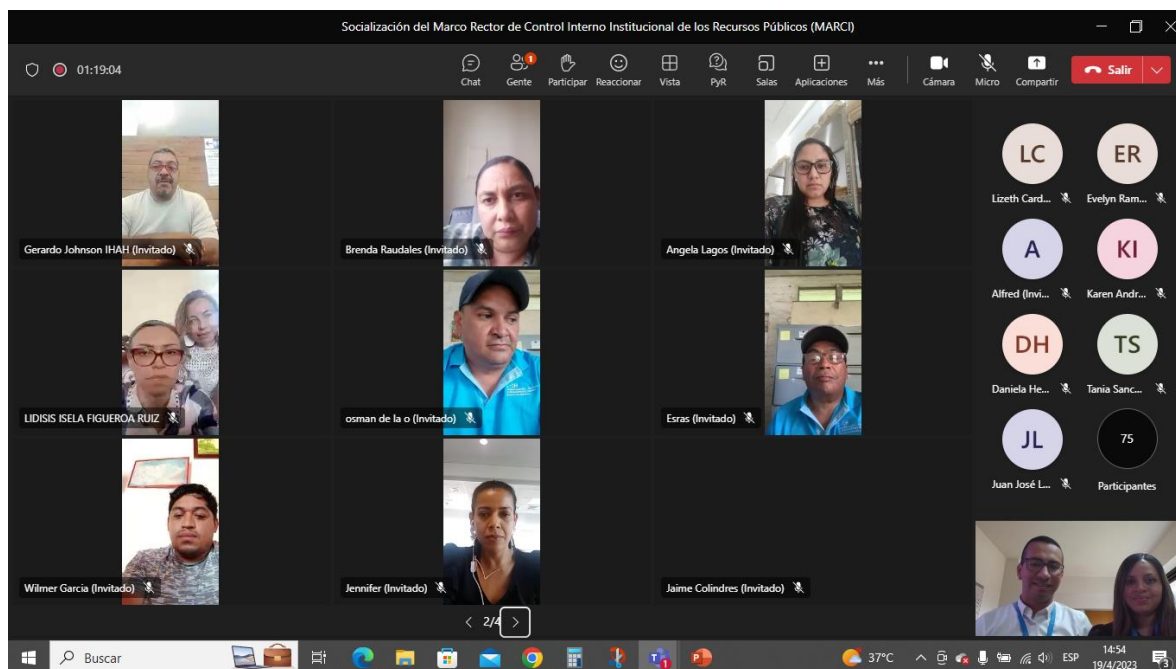 Socialización del Marco Rector de Control Interno Institucional de los Recursos Públicos (MARCI)
01:19:04
Chat Gente 1 Participar Reaccionar Vista PyR Salas Aplicaciones Más Cámara Micro Compartir Salir
Gerardo Johnson IHAH (Invitado)
Brenda Raudales (Invitado)
Angela Lagos (Invitado)
LIDISIS ISELA FIGUEROA RUIZ
osman de la o (Invitado)
Esras (Invitado)
Wilmer Garcia (Invitado)
Jennifer (Invitado)
Jaime Colindres (Invitado)
2/4
LC ER
Lizeth Card... Evelyn Ram...
A KI
Alfred (Invi... Karen Andr...
DH TS
Daniela He... Tania Sanc...
JL 75
Juan José L... Participantes
Buscar 37°C ESP 14:54
19/4/2023